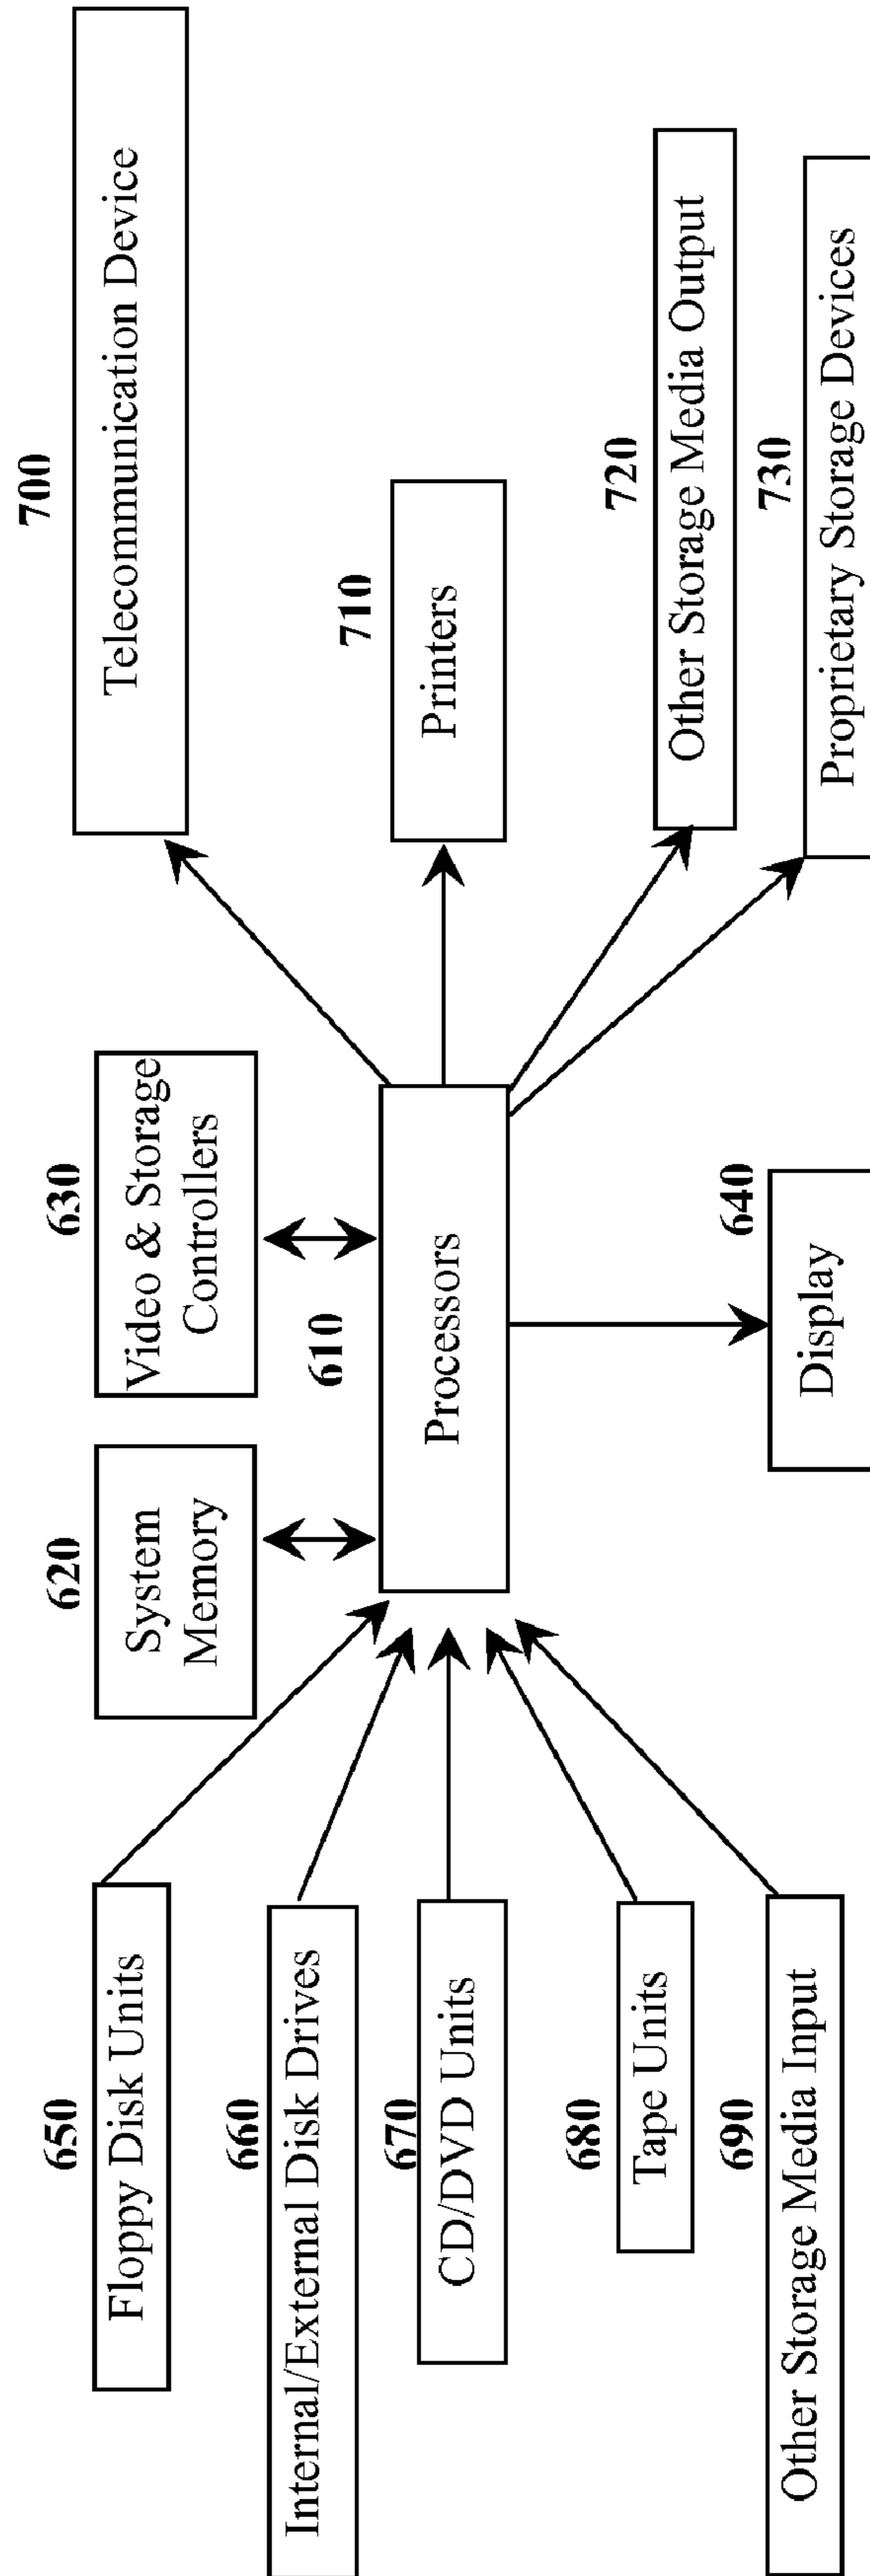 650
Floppy Disk Units
660
Internal/External Disk Drives
670
CD/DVD Units
680
Tape Units
690
Other Storage Media Input
620
System
Memory
630
Video & Storage
Controllers
610
Processors
640
Display
700
Telecommunication Device
710
Printers
720
Other Storage Media Output
730
Proprietary Storage Devices